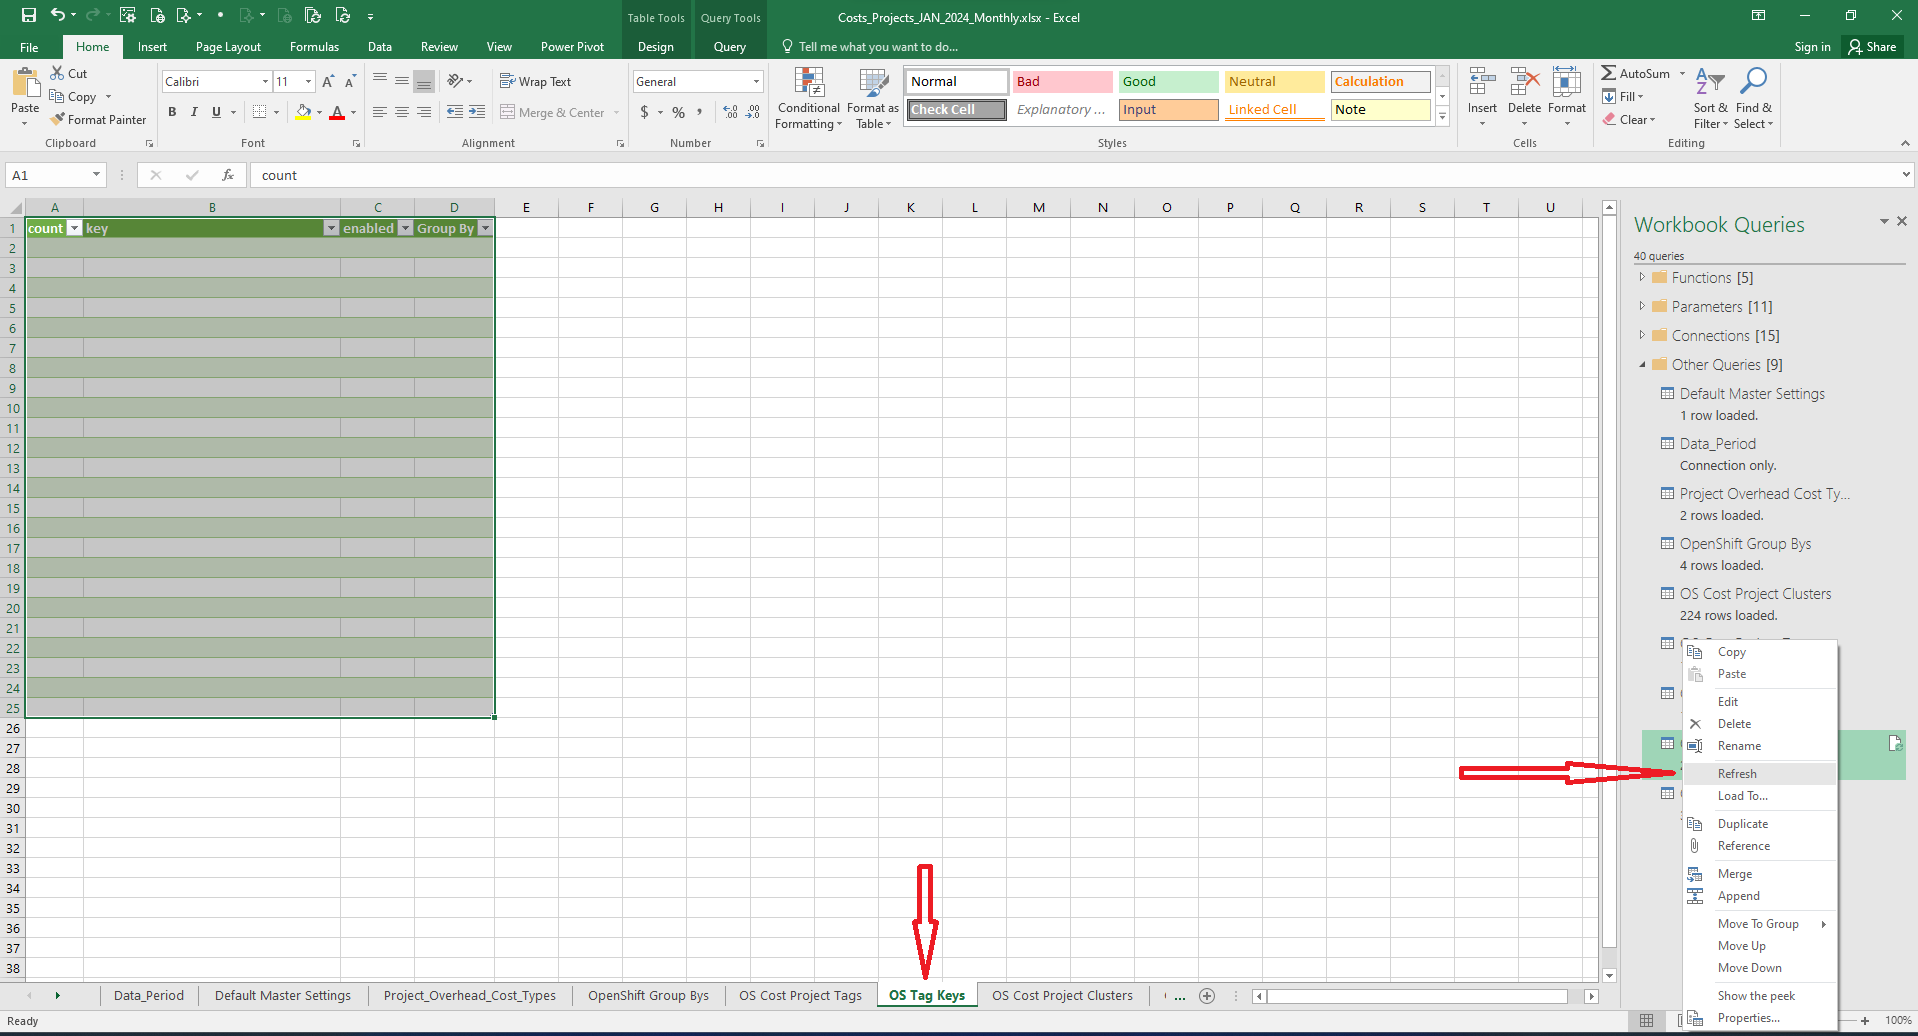 Table Tools
Query Tools
Costs_Projects_JAN_2024_Monthly.xlsx - Excel
File
Home
Insert
Page Layout
Formulas
Data
Review
View
Power Pivot
Design
Query
Tell me what you want to do...
Sign in
Share
Paste
Cut
Copy
Format Painter
Clipboard
Calibri
11
B I U
Font
Wrap Text
Merge & Center
Alignment
General
$ % ,
Number
Conditional Formatting
Format as Table
Normal
Bad
Good
Neutral
Calculation
Check Cell
Explanatory ...
Input
Linked Cell
Note
Styles
Insert
Delete
Format
Cells
AutoSum
Fill
Clear
Sort & Filter
Find & Select
Editing
A1
fx
count
A B C D E F G H I J K L M N O P Q R S T U
1 count key enabled Group By
2
3
4
5
6
7
8
9
10
11
12
13
14
15
16
17
18
19
20
21
22
23
24
25
26
27
28
29
30
31
32
33
34
35
36
37
38
Workbook Queries
40 queries
Functions [5]
Parameters [11]
Connections [15]
Other Queries [9]
Default Master Settings
1 row loaded.
Data_Period
Connection only.
Project Overhead Cost Ty...
2 rows loaded.
OpenShift Group Bys
4 rows loaded.
OS Cost Project Clusters
224 rows loaded.
Copy
Paste
Edit
Delete
Rename
Refresh
Load To...
Duplicate
Reference
Merge
Append
Move To Group
Move Up
Move Down
Show the peek
Properties...
Data_Period
Default Master Settings
Project_Overhead_Cost_Types
OpenShift Group Bys
OS Cost Project Tags
OS Tag Keys
OS Cost Project Clusters
...
Ready
100%